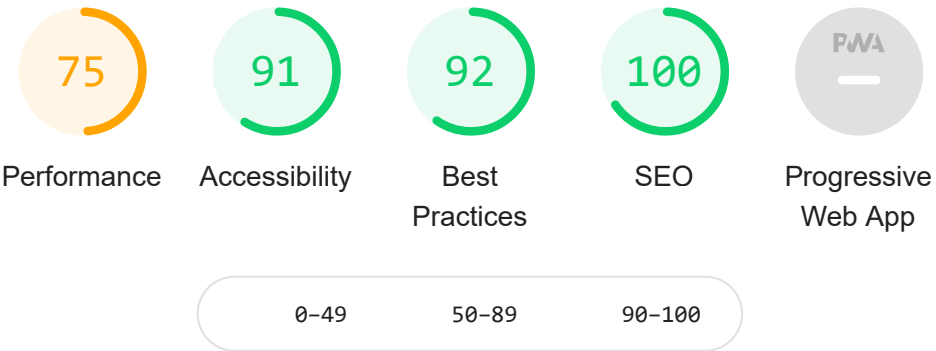 75 91 92 100 PWA
Performance Accessibility Best SEO Progressive
Practices Web App
0–49 50–89 90–100